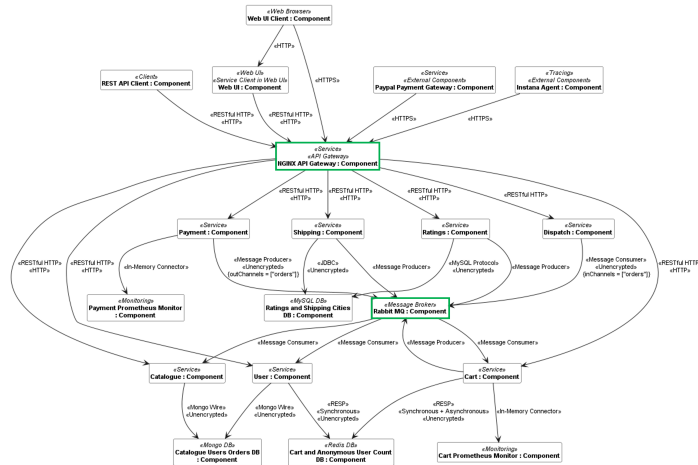 «Web Browser»
Web UI Client : Component
«HTTP»
«HTTPS»
«Client»
REST API Client : Component
«Web UI»
«Service Client in Web UI»
Web UI : Component
«Service»
«External Component»
Paypal Payment Gateway : Component
«Tracing»
«External Component»
Instana Agent : Component
«RESTful HTTP»
«HTTP»
«RESTful HTTP»
«HTTP»
«HTTPS»
«HTTPS»
«Service»
«API Gateway»
NGINX API Gateway : Component
«RESTful HTTP»
«HTTP»
«RESTful HTTP»
«HTTP»
«RESTful HTTP»
«HTTP»
«RESTful HTTP»
«Service»
Payment : Component
«Service»
Shipping : Component
«Service»
Ratings : Component
«Service»
Dispatch : Component
«RESTful HTTP»
«HTTP»
«RESTful HTTP»
«HTTP»
«In-Memory Connector»
«Message Producer»
«Unencrypted»
{outChannels = ["orders"]}
«JDBC»
«Unencrypted»
«Message Producer»
«MySQL Protocol»
«Unencrypted»
«Message Producer»
«Message Consumer»
«Unencrypted»
{inChannels = ["orders"]}
«RESTful HTTP»
«HTTP»
«Monitoring»
Payment Prometheus Monitor
: Component
«MySQL DB»
Ratings and Shipping Cities
DB : Component
«Message Broker»
Rabbit MQ : Component
«Message Consumer»
«Message Consumer»
«Message Producer»
«Message Consumer»
«Service»
Catalogue : Component
«Service»
User : Component
«Service»
Cart : Component
«Mongo Wire»
«Unencrypted»
«Mongo Wire»
«Unencrypted»
«RESP»
«Synchronous»
«Unencrypted»
«RESP»
«Synchronous + Asynchronous»
«Unencrypted»
«In-Memory Connector»
«Mongo DB»
Catalogue Users Orders DB
: Component
«Redis DB»
Cart and Anonymous User Count
DB : Component
«Monitoring»
Cart Prometheus Monitor : Component